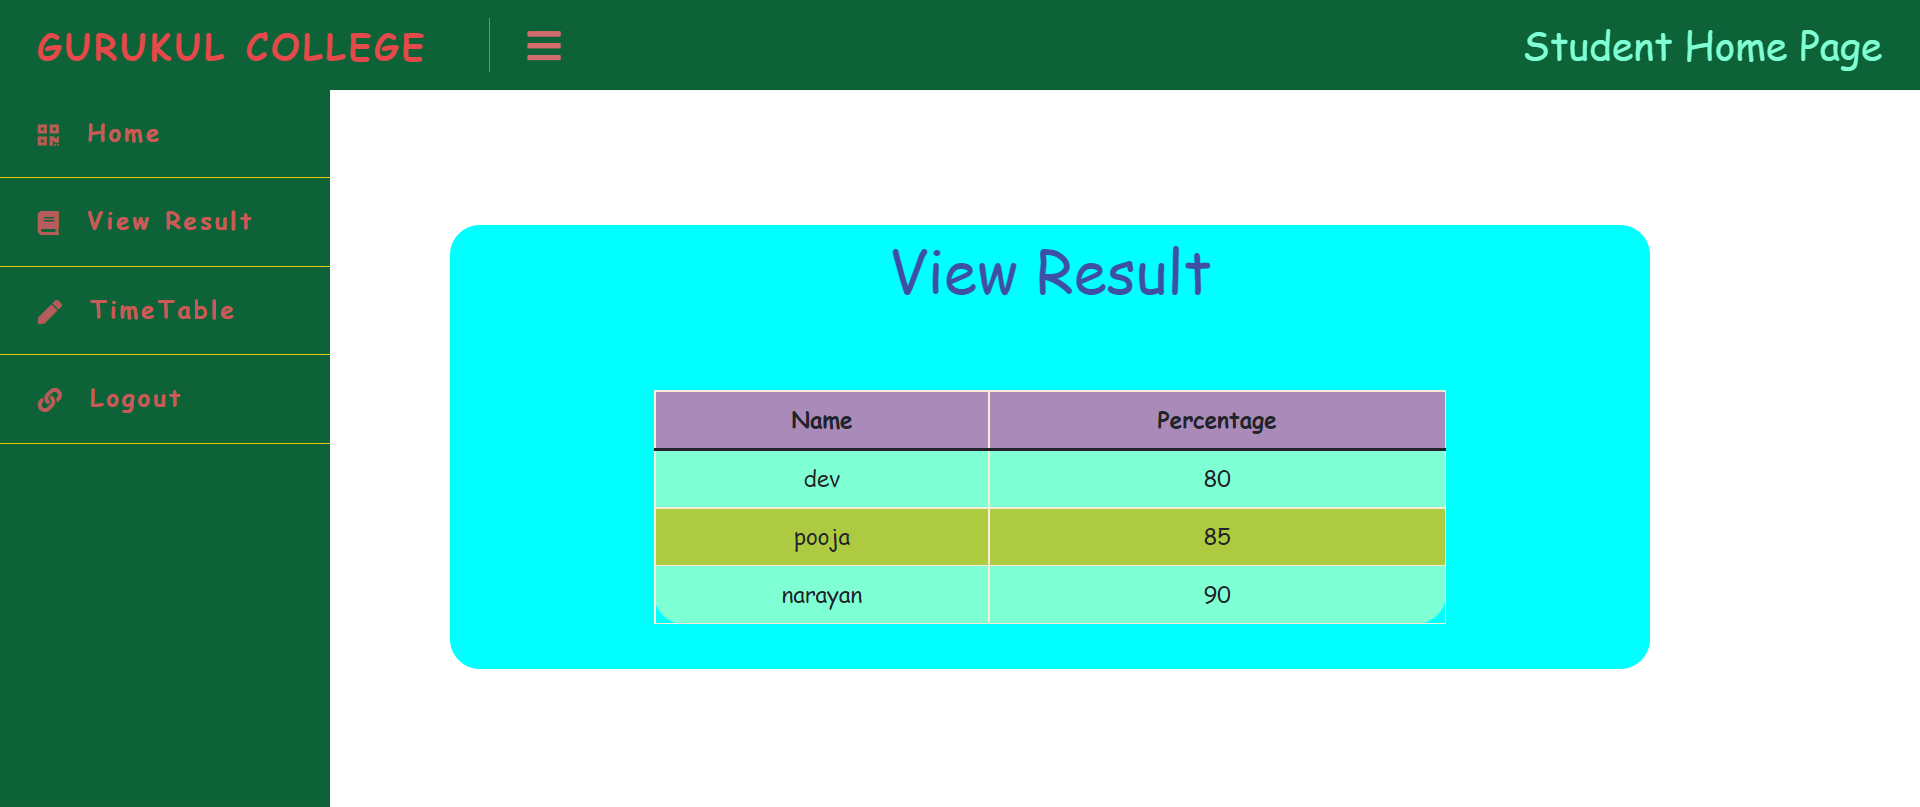 GURUKUL COLLEGE
Student Home Page
Home
View Result
TimeTable
Logout
View Result
Name Percentage
dev 80
pooja 85
narayan 90